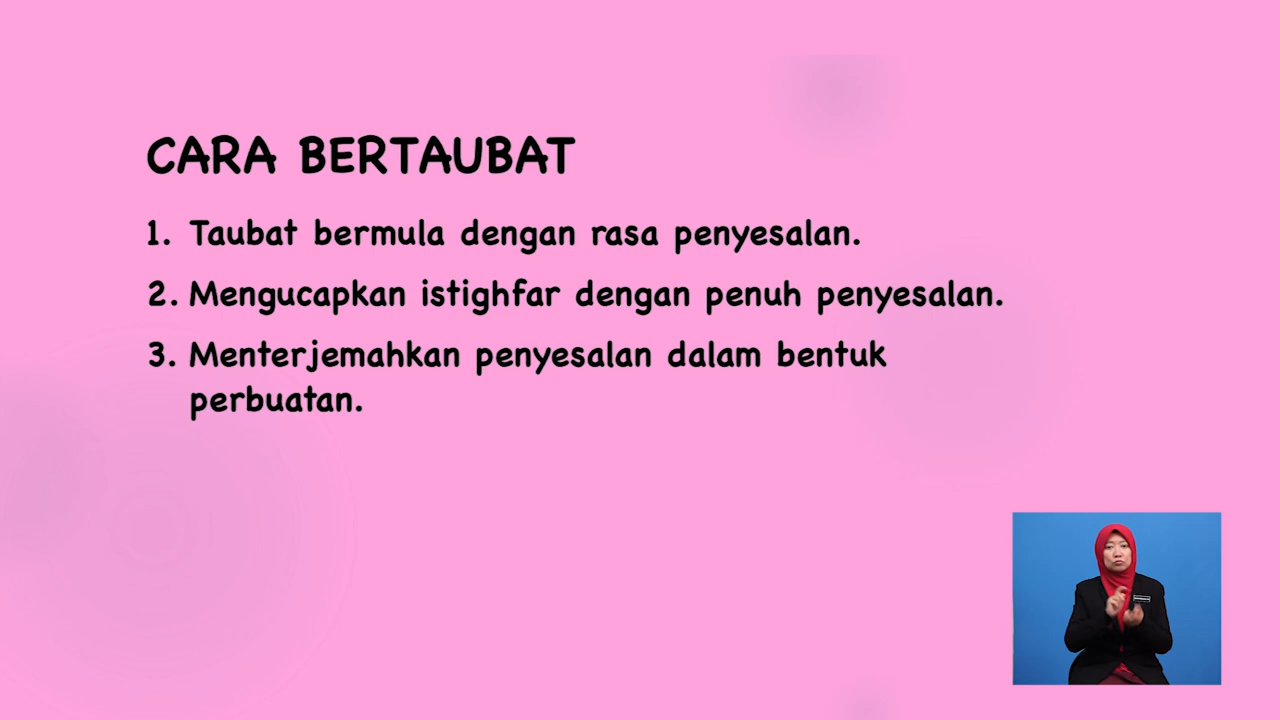 CARA BERTAUBAT
1. Taubat bermula dengan rasa penyesalan.
2. Mengucapkan istighfar dengan penuh penyesalan.
3. Menterjemahkan penyesalan dalam bentuk
perbuatan.